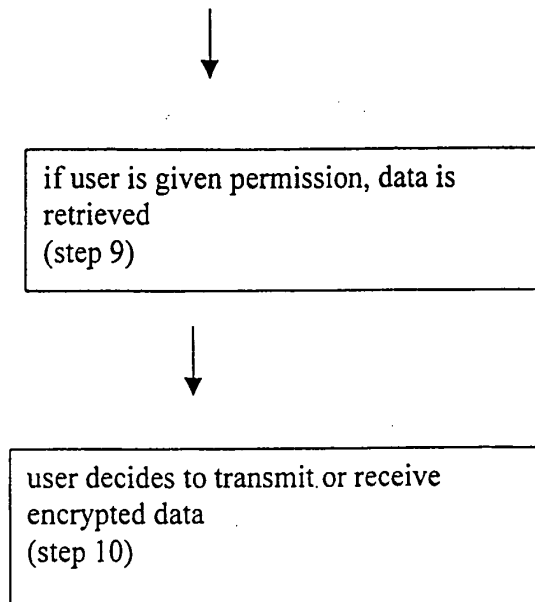 if user is given permission, data is
retrieved
(step 9)
user decides to transmit or receive
encrypted data
(step 10)